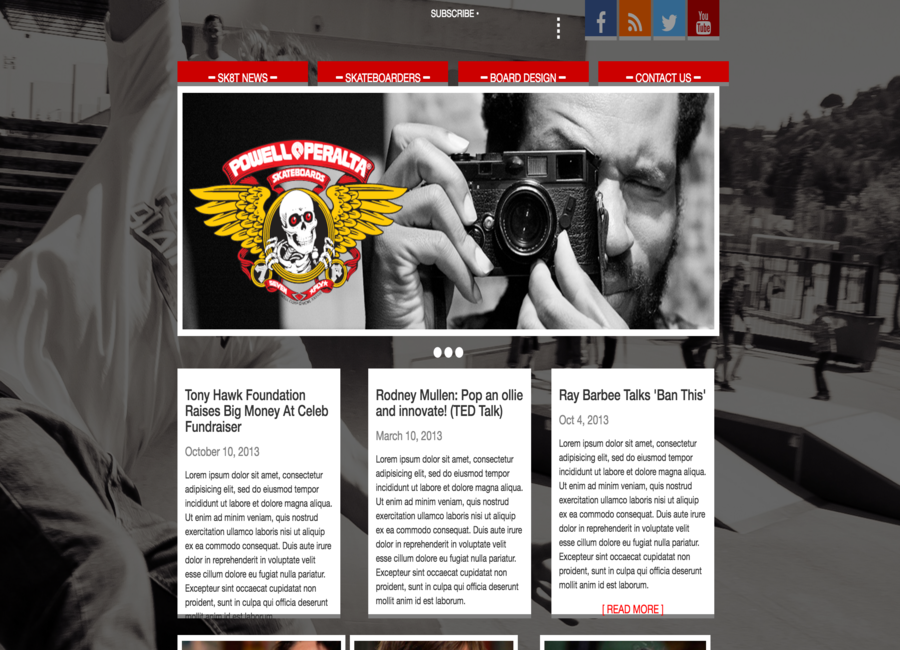 SUBSCRIBE •
You
Tube
━ SK8T NEWS ━
━ SKATEBOARDERS ━
━ BOARD DESIGN ━
━ CONTACT US ━
POWELL PERALTA®
SKATEBOARDS
Tony Hawk Foundation
Raises Big Money At Celeb
Fundraiser
October 10, 2013
Lorem ipsum dolor sit amet, consectetur
adipisicing elit, sed do eiusmod tempor
incididunt ut labore et dolore magna aliqua.
Ut enim ad minim veniam, quis nostrud
exercitation ullamco laboris nisi ut aliquip
ex ea commodo consequat. Duis aute irure
dolor in reprehenderit in voluptate velit
esse cillum dolore eu fugiat nulla pariatur.
Excepteur sint occaecat cupidatat non
proident, sunt in culpa qui officia deserunt
mollit anim id est laborum.
Rodney Mullen: Pop an ollie
and innovate! (TED Talk)
March 10, 2013
Lorem ipsum dolor sit amet, consectetur
adipisicing elit, sed do eiusmod tempor
incididunt ut labore et dolore magna aliqua.
Ut enim ad minim veniam, quis nostrud
exercitation ullamco laboris nisi ut aliquip
ex ea commodo consequat. Duis aute irure
dolor in reprehenderit in voluptate velit
esse cillum dolore eu fugiat nulla pariatur.
Excepteur sint occaecat cupidatat non
proident, sunt in culpa qui officia deserunt
mollit anim id est laborum.
Ray Barbee Talks 'Ban This'
Oct 4, 2013
Lorem ipsum dolor sit amet, consectetur
adipisicing elit, sed do eiusmod tempor
incididunt ut labore et dolore magna aliqua.
Ut enim ad minim veniam, quis nostrud
exercitation ullamco laboris nisi ut aliquip
ex ea commodo consequat. Duis aute irure
dolor in reprehenderit in voluptate velit
esse cillum dolore eu fugiat nulla pariatur.
Excepteur sint occaecat cupidatat non
proident, sunt in culpa qui officia deserunt
mollit anim id est laborum.
[ READ MORE ]